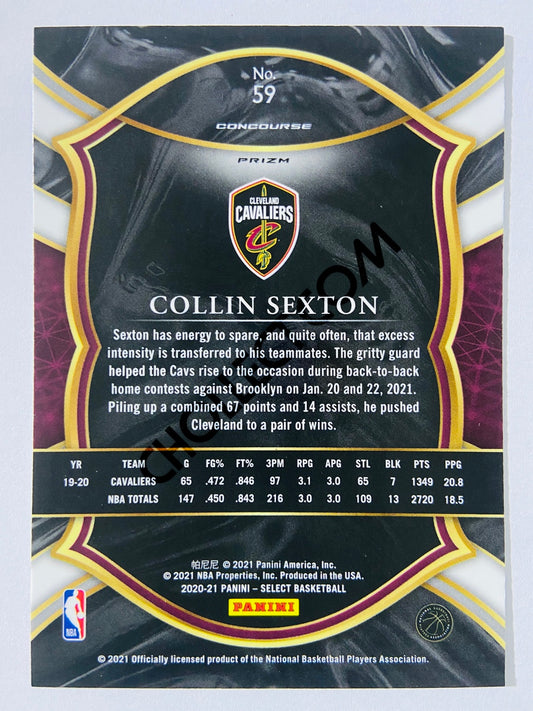 No.
59
CONCOURSE
PRIZM
CLEVELAND
CAVALIERS
C
COLLIN SEXTON
Sexton has energy to spare, and quite often, that excess
intensity is transferred to his teammates. The gritty guard
helped the Cavs rise to the occasion during back-to-back
home contests against Brooklyn on Jan. 20 and 22, 2021.
Piling up a combined 67 points and 14 assists, he pushed
Cleveland to a pair of wins.
YR TEAM G FG% FT% 3PM RPG APG STL BLK PTS PPG
19-20 CAVALIERS 65 .472 .846 97 3.1 3.0 65 7 1349 20.8
NBA TOTALS 147 .450 .843 216 3.0 3.0 109 13 2720 18.5
帕尼尼 © 2021 Panini America, Inc.
© 2021 NBA Properties, Inc. Produced in the USA.
2020-21 PANINI – SELECT BASKETBALL
PANINI
NBA
© 2021 Officially licensed product of the National Basketball Players Association.